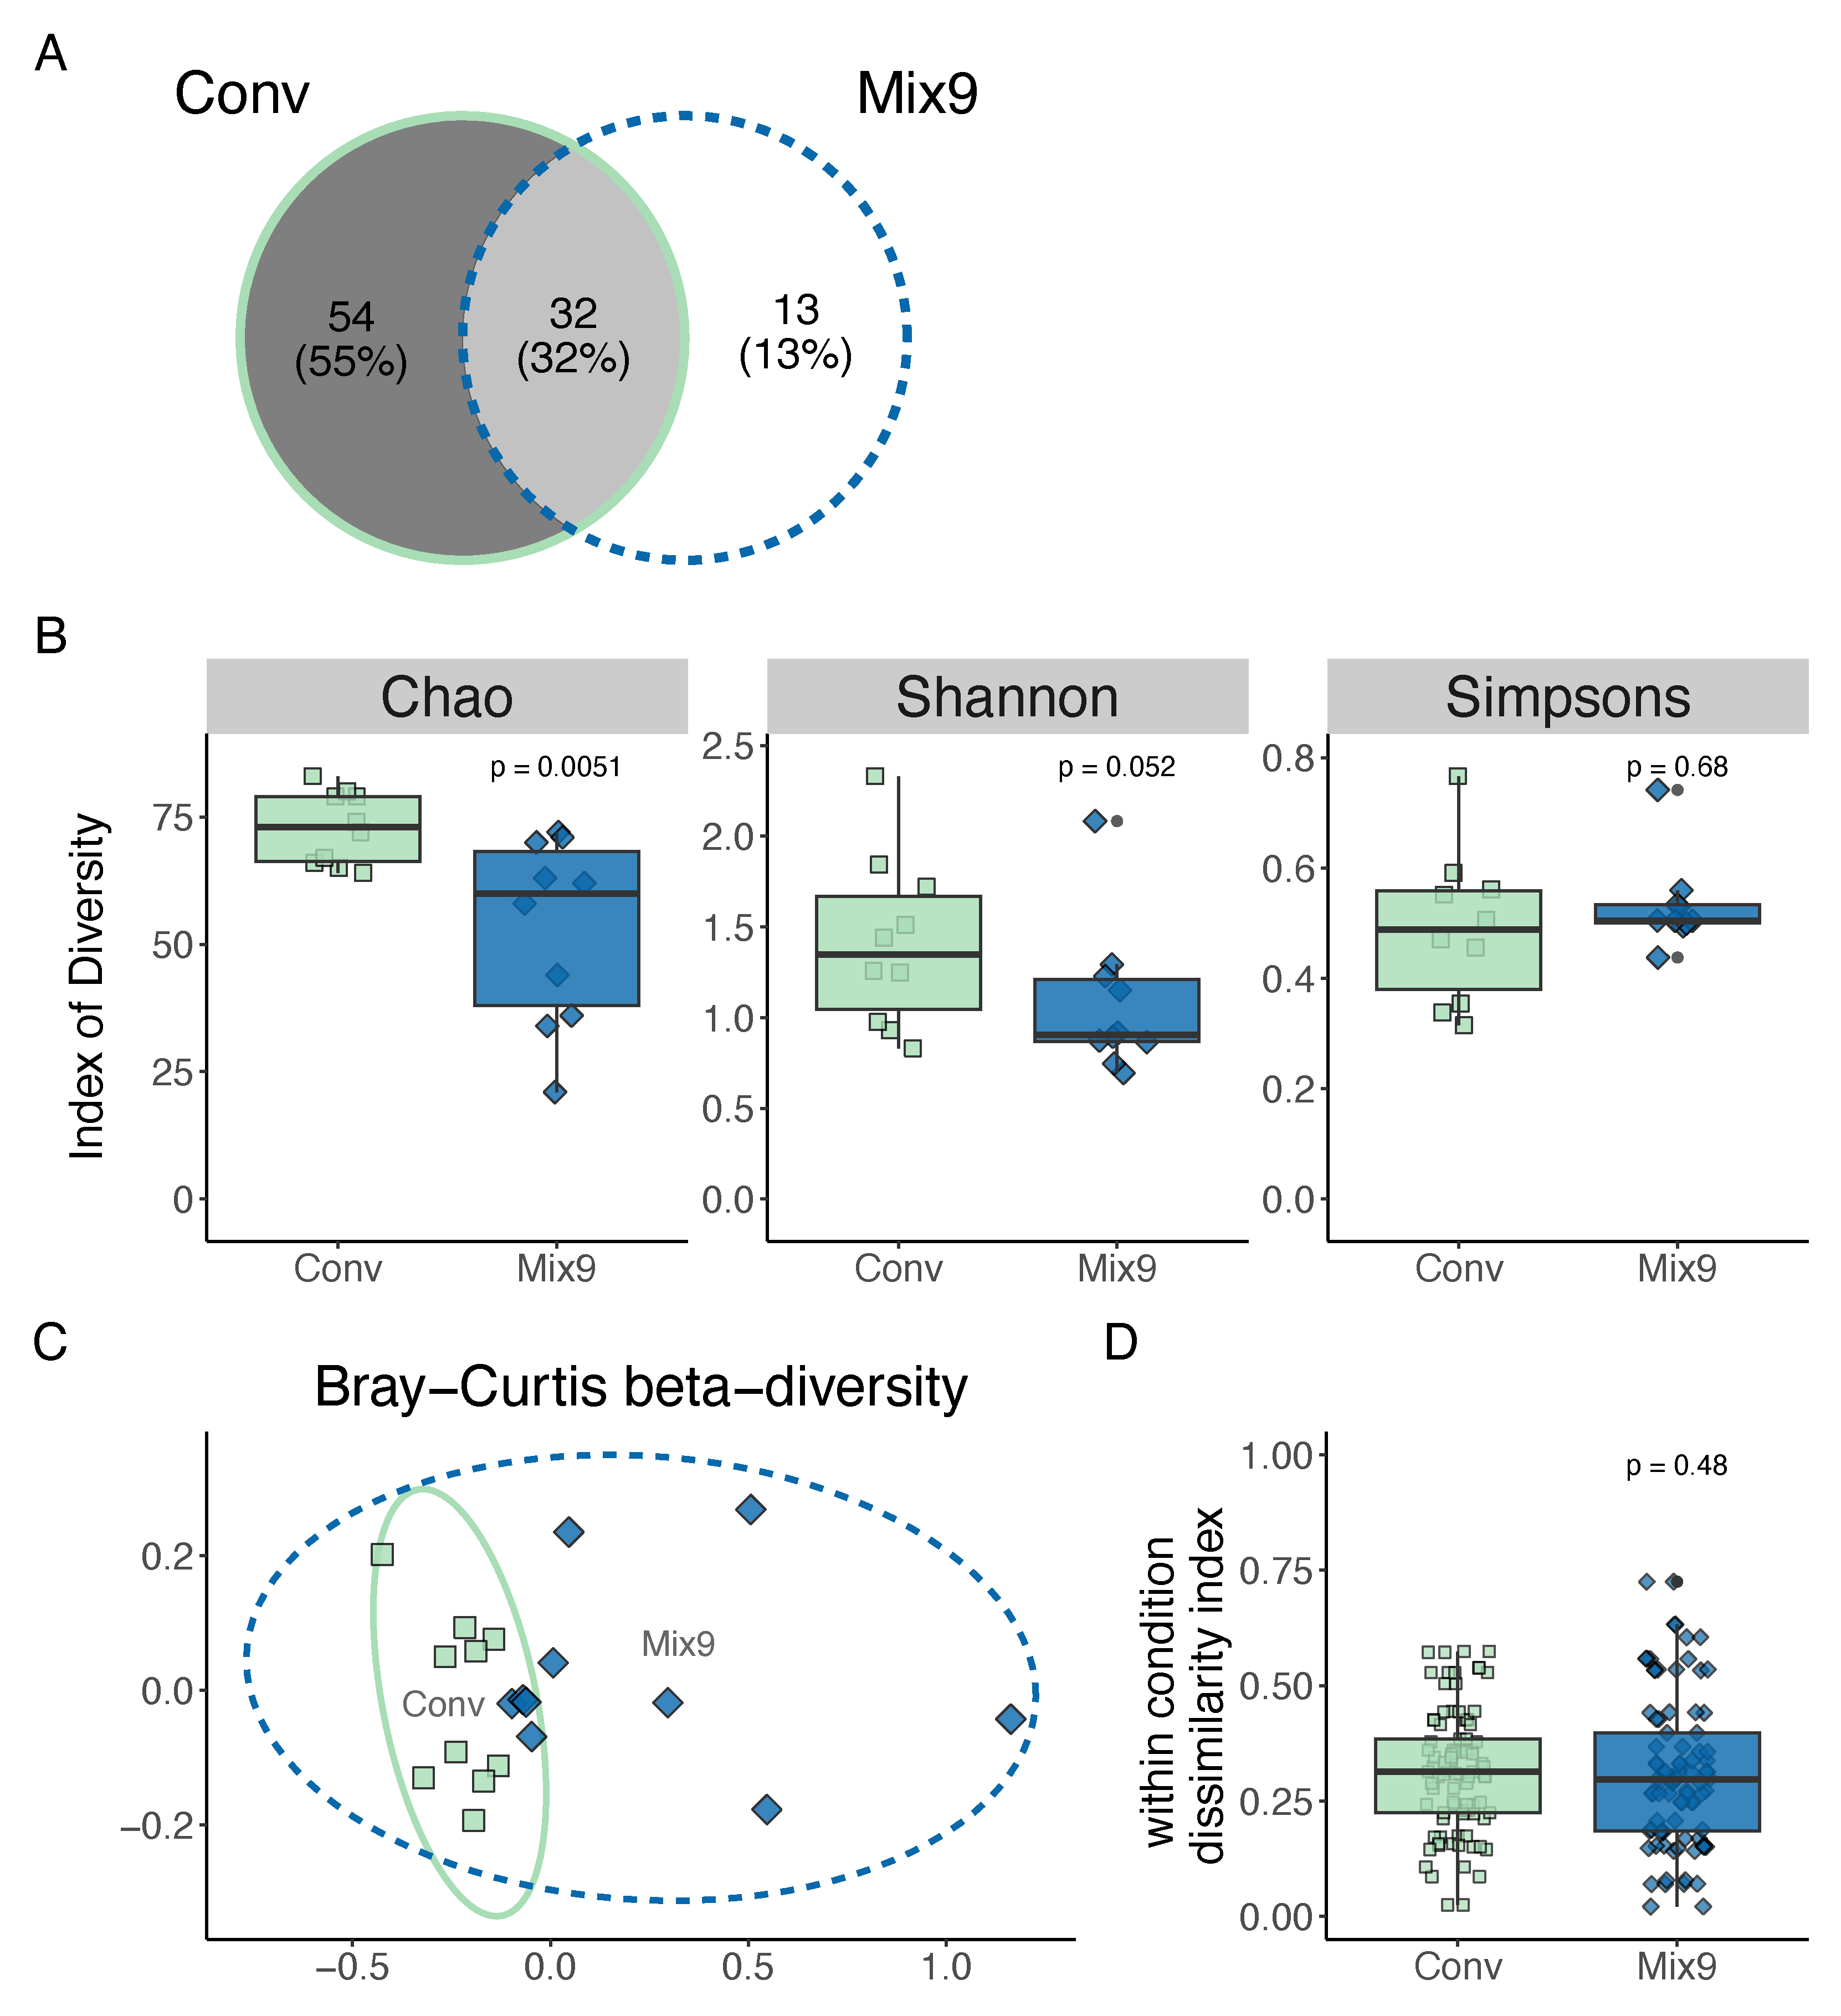 A
Conv
Mix9
54
(55%)
32
(32%)
13
(13%)
B
Chao
Shannon
Simpsons
Index of Diversity
p = 0.0051
75
50
25
0
Conv
Mix9
p = 0.052
2.5
2.0
1.5
1.0
0.5
0.0
Conv
Mix9
p = 0.68
0.8
0.6
0.4
0.2
0.0
Conv
Mix9
C
Bray−Curtis beta−diversity
0.2
0.0
−0.2
Conv
Mix9
−0.5
0.0
0.5
1.0
D
within condition
dissimilarity index
p = 0.48
1.00
0.75
0.50
0.25
0.00
Conv
Mix9